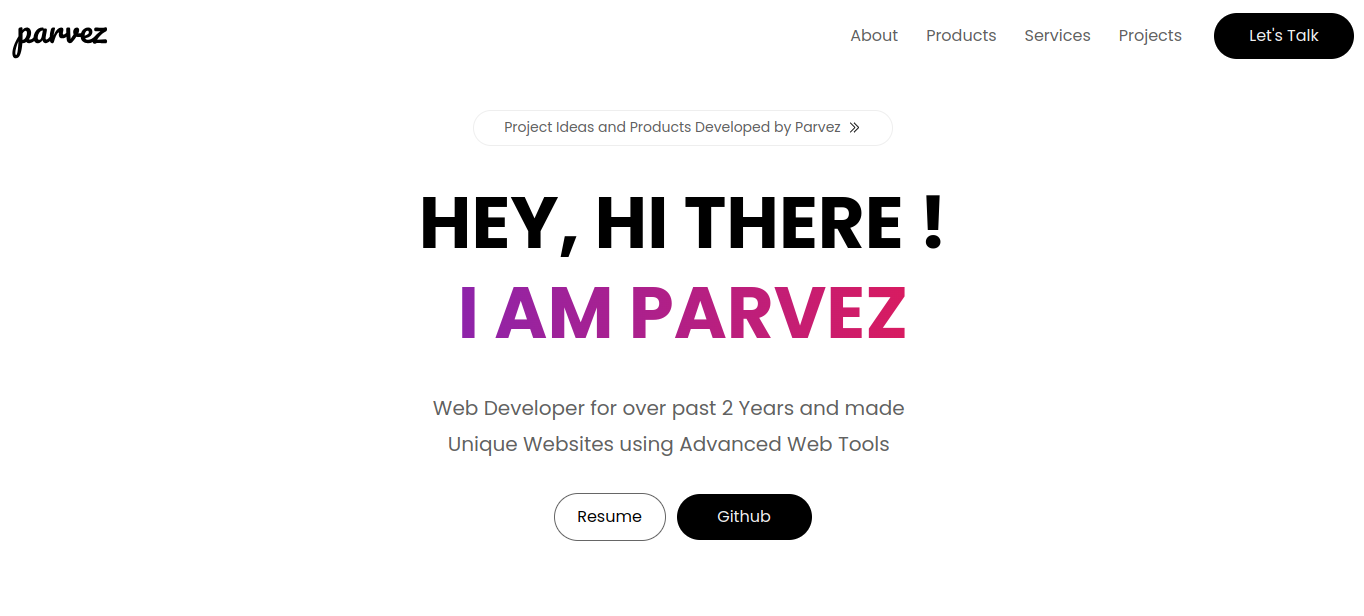 parvez
About
Products
Services
Projects
Let's Talk
Project Ideas and Products Developed by Parvez
HEY, HI THERE !
I AM PARVEZ
Web Developer for over past 2 Years and made
Unique Websites using Advanced Web Tools
Resume
Github